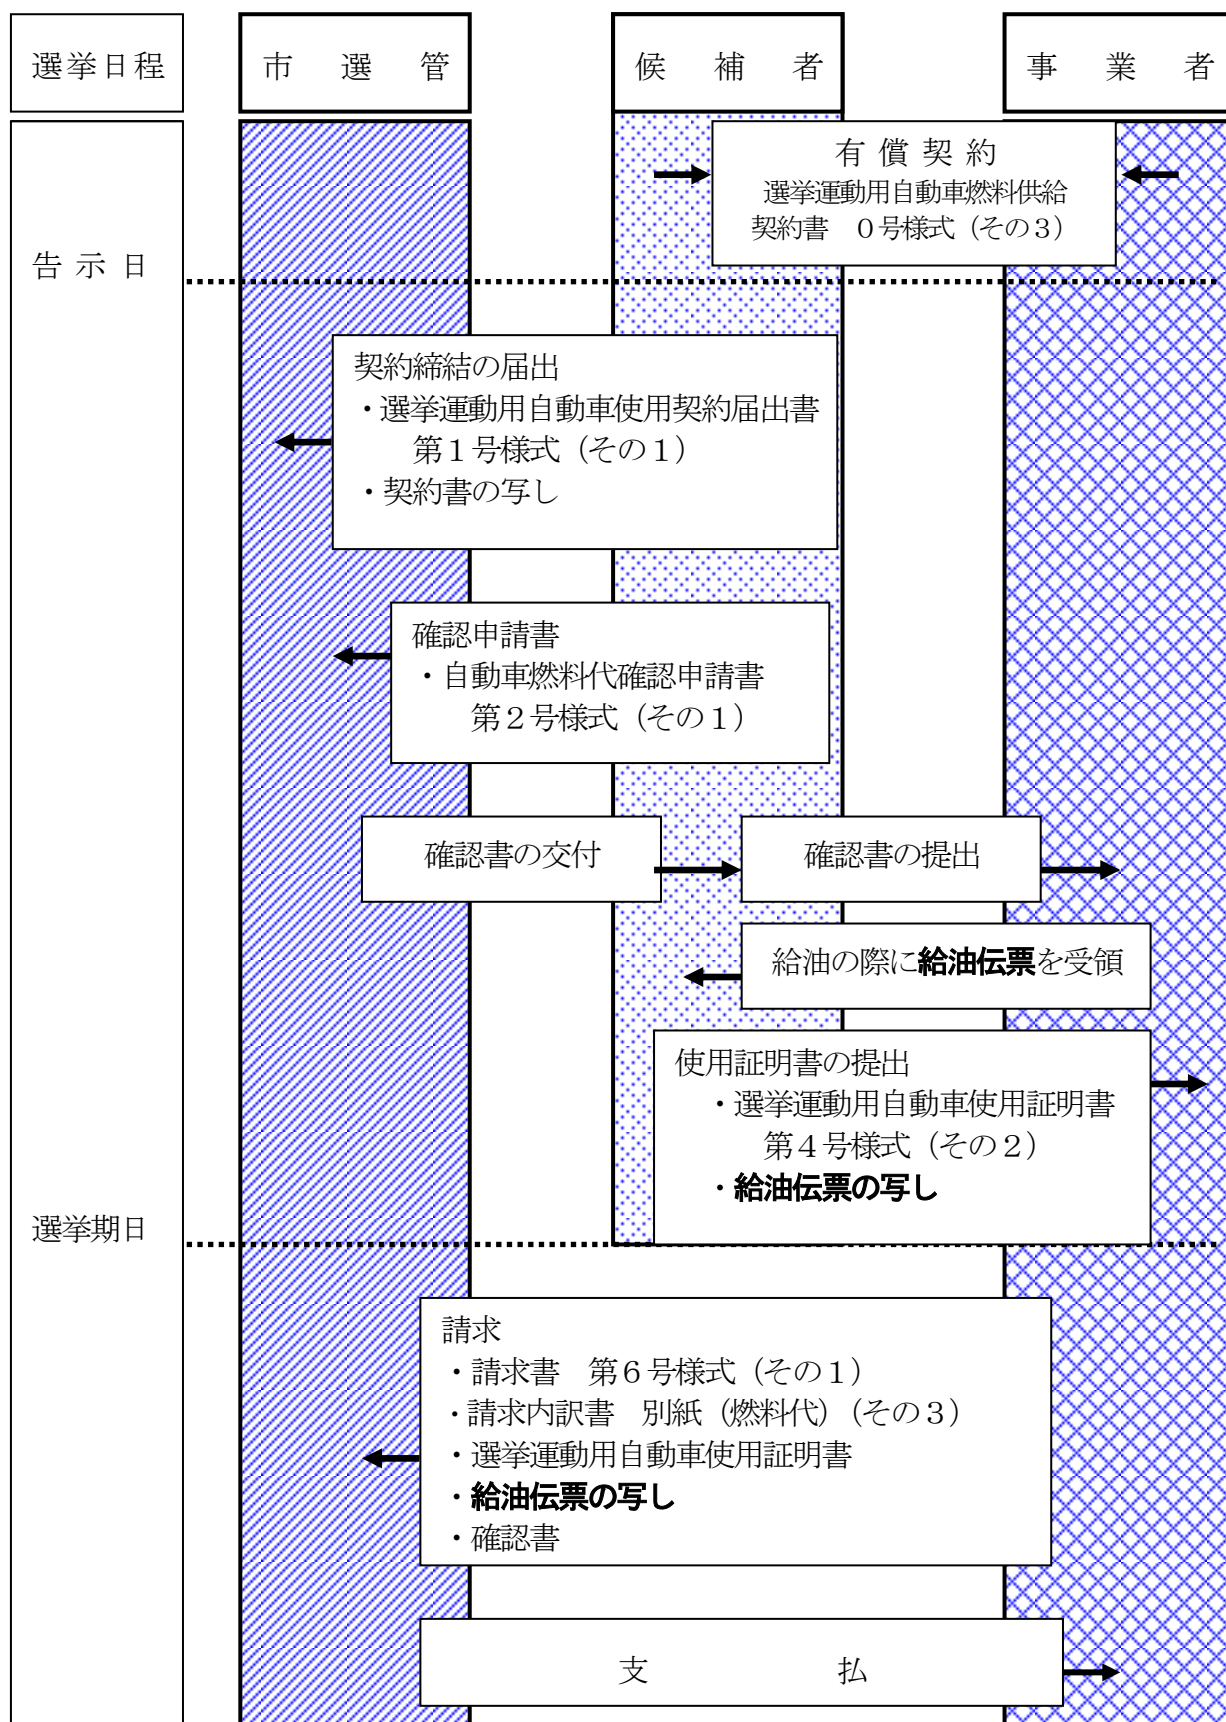 選挙日程
市　選　管
候　補　者
事　業　者
有 償 契 約
選挙運動用自動車燃料供給
契約書　０号様式（その３）
告 示 日
契約締結の届出
・選挙運動用自動車使用契約届出書
第１号様式（その１）
・契約書の写し
確認申請書
・自動車燃料代確認申請書
第２号様式（その１）
確認書の交付
確認書の提出
給油の際に給油伝票を受領
使用証明書の提出
・選挙運動用自動車使用証明書
第４号様式（その２）
・給油伝票の写し
選挙期日
請求
・請求書　第６号様式（その１）
・請求内訳書　別紙（燃料代）（その３）
・選挙運動用自動車使用証明書
・給油伝票の写し
・確認書
支　　　払